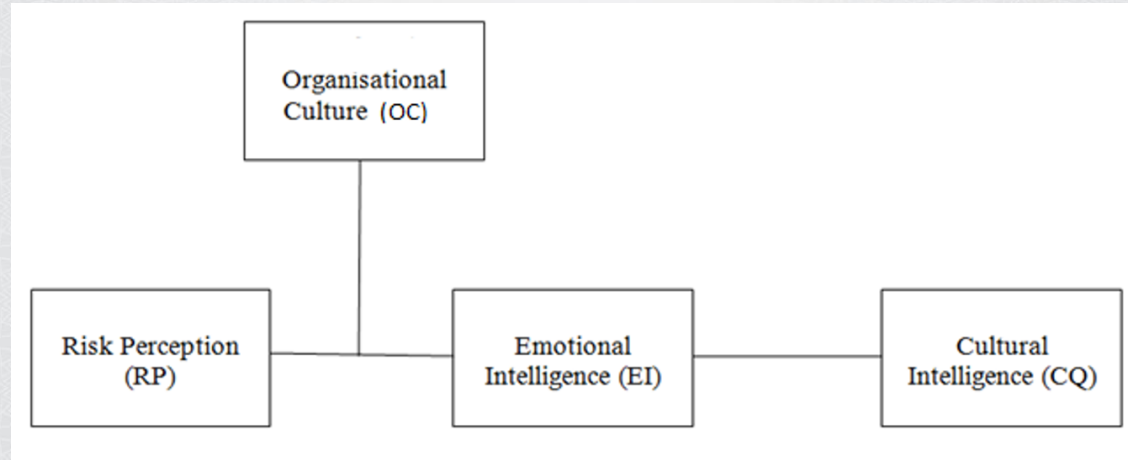 Organisational
Culture (OC)
Risk Perception
(RP)
Emotional
Intelligence (EI)
Cultural
Intelligence (CQ)